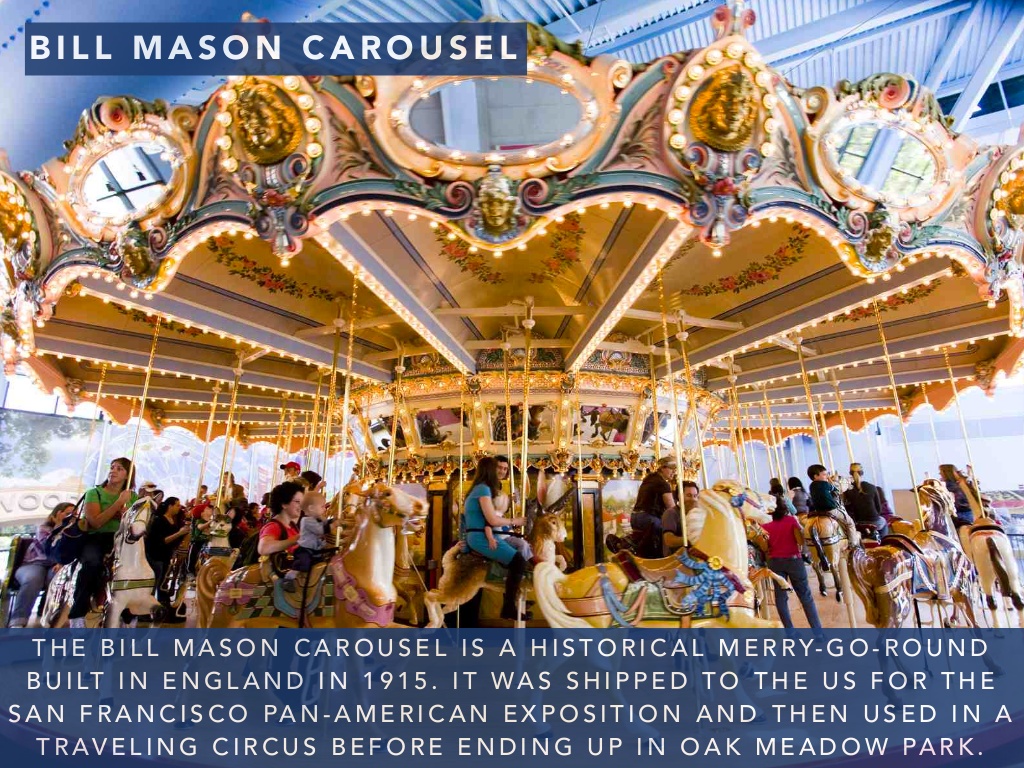 BILL MASON CAROUSEL
THE BILL MASON CAROUSEL IS A HISTORICAL MERRY-GO-ROUND
BUILT IN ENGLAND IN 1915. IT WAS SHIPPED TO THE US FOR THE
SAN FRANCISCO PAN-AMERICAN EXPOSITION AND THEN USED IN A
TRAVELING CIRCUS BEFORE ENDING UP IN OAK MEADOW PARK.